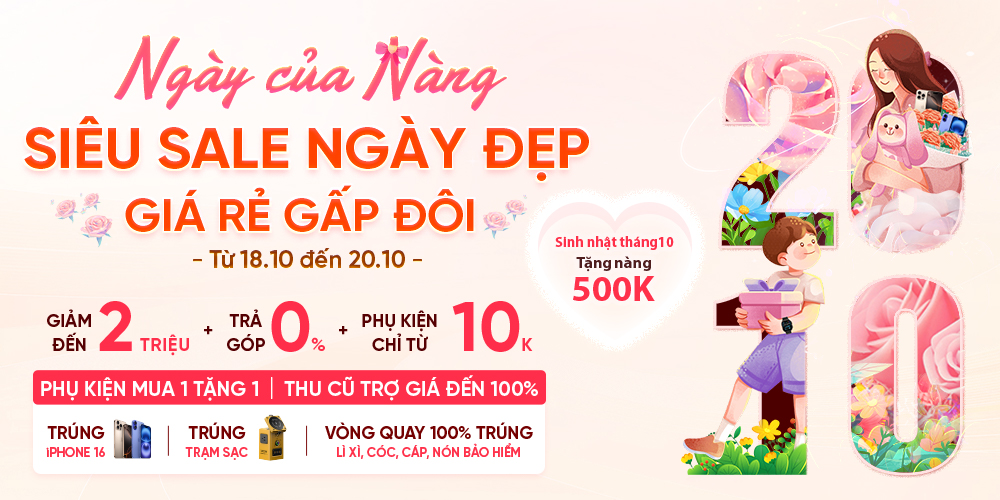 Ngày của Nàng
SIÊU SALE NGÀY ĐẸP
GIÁ RẺ GẤP ĐÔI
- Từ 18.10 đến 20.10 -
GIẢM ĐẾN 2 TRIỆU + TRẢ GÓP 0% + PHỤ KIỆN CHỈ TỪ 10K
PHỤ KIỆN MUA 1 TẶNG 1 | THU CŨ TRỢ GIÁ ĐẾN 100%
TRÚNG
iPHONE 16
TRÚNG
TRẠM SẠC
VÒNG QUAY 100% TRÚNG
LÌ XÌ, CÓC, CÁP, NÓN BẢO HIỂM
Sinh nhật tháng10
Tặng nàng
500K
20
10